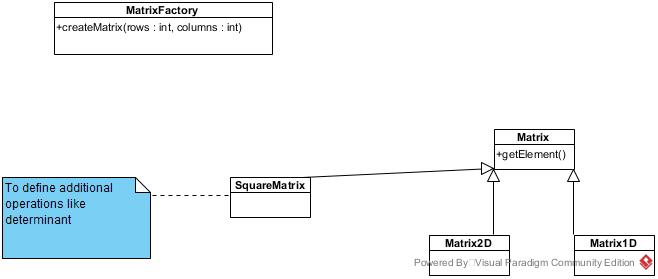 MatrixFactory
+createMatrix(rows : int, columns : int)
Matrix
+getElement()
To define additional
operations like
determinant
SquareMatrix
Matrix2D
Matrix1D
Powered By Visual Paradigm Community Edition